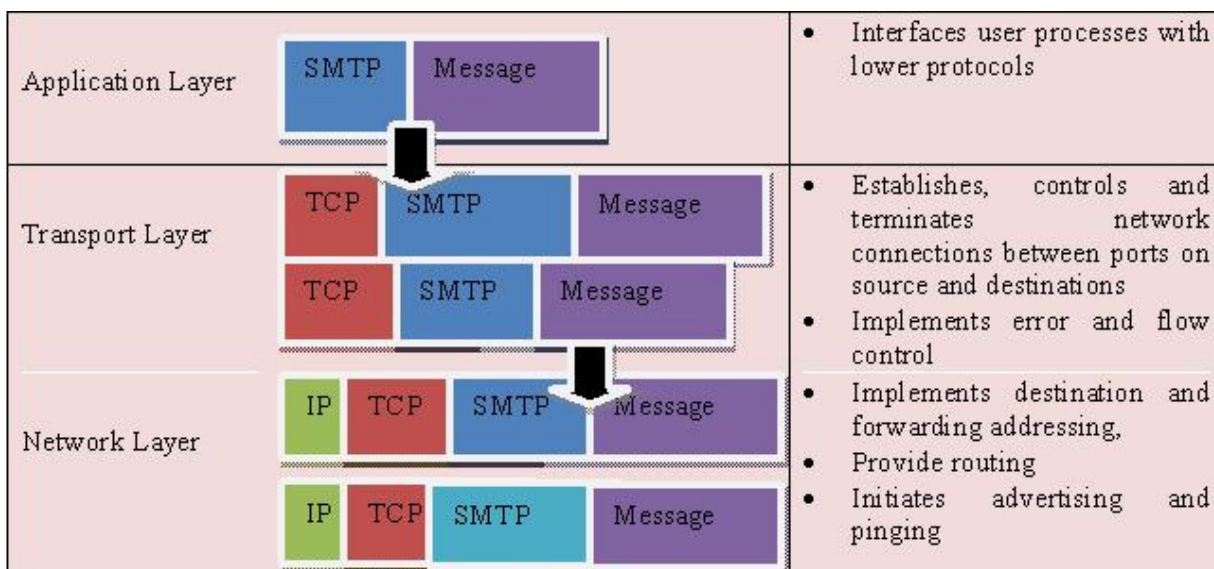 Application Layer
SMTP Message
• Interfaces user processes with
lower protocols
Transport Layer
TCP SMTP Message
TCP SMTP Message
• Establishes, controls and
terminates network
connections between ports on
source and destinations
• Implements error and flow
control
Network Layer
IP TCP SMTP Message
IP TCP SMTP Message
• Implements destination and
forwarding addressing,
• Provide routing
• Initiates advertising and
pinging